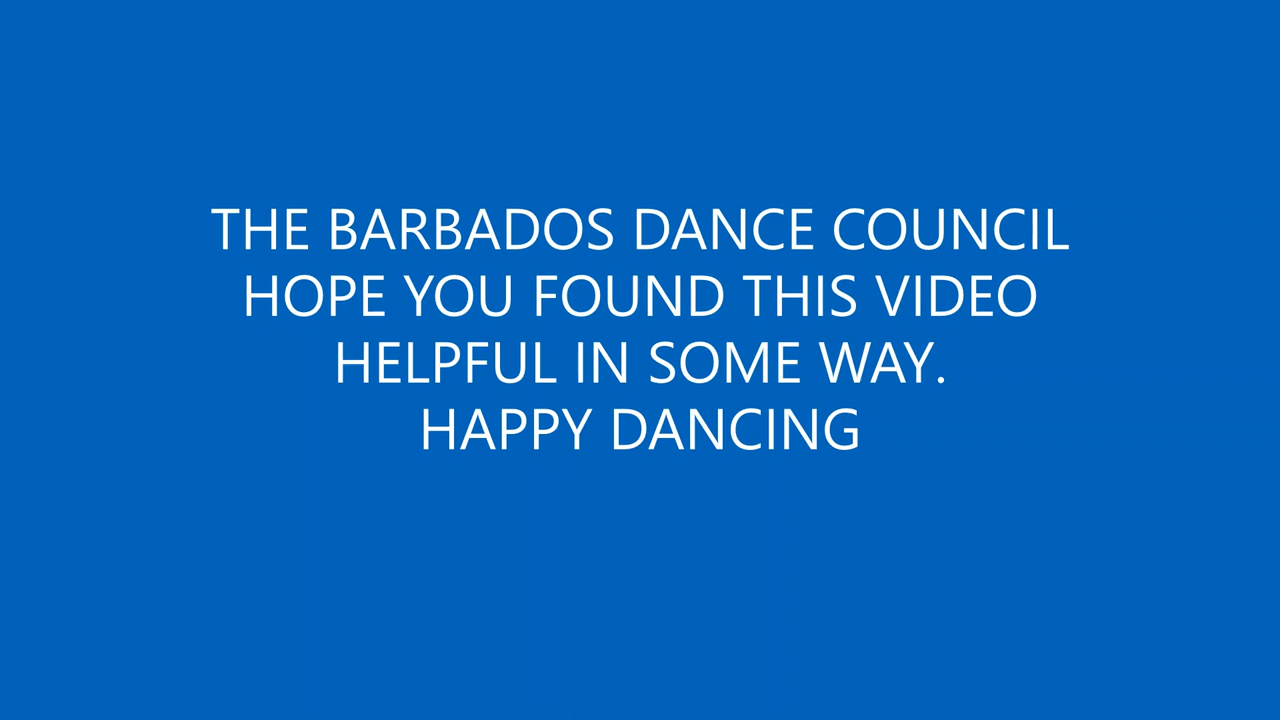 THE BARBADOS DANCE COUNCIL
HOPE YOU FOUND THIS VIDEO
HELPFUL IN SOME WAY.
HAPPY DANCING